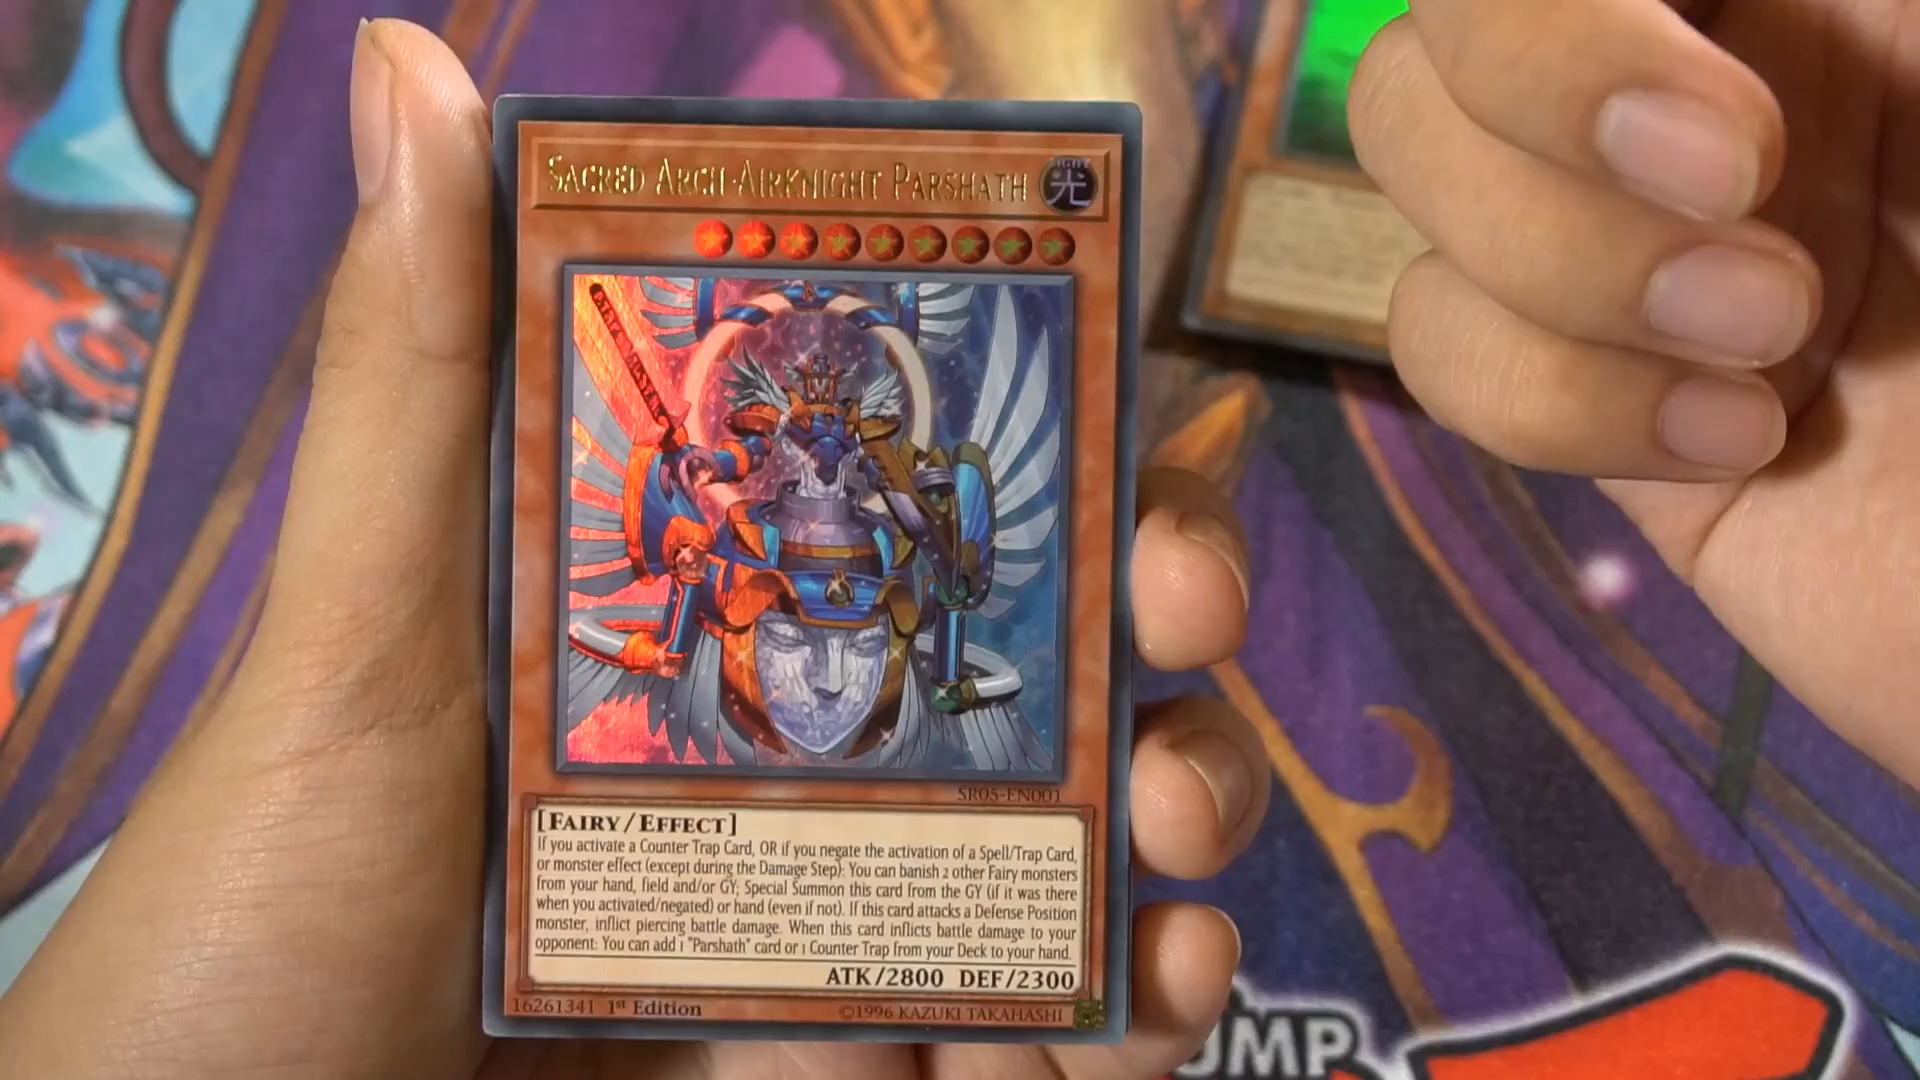 SACRED ARCH-AIRKNIGHT PARSHATH
LIGHT
光
SR05-EN001
[FAIRY/EFFECT]
If you activate a Counter Trap Card, OR if you negate the activation of a Spell/Trap Card,
or monster effect (except during the Damage Step): You can banish 2 other Fairy monsters
from your hand, field and/or GY; Special Summon this card from the GY (if it was there
when you activated/negated) or hand (even if not). If this card attacks a Defense Position
monster, inflict piercing battle damage. When this card inflicts battle damage to your
opponent: You can add 1 "Parshath" card or 1 Counter Trap from your Deck to your hand.
ATK/2800 DEF/2300
16261341 1st Edition
©1996 KAZUKI TAKAHASHI
UMP